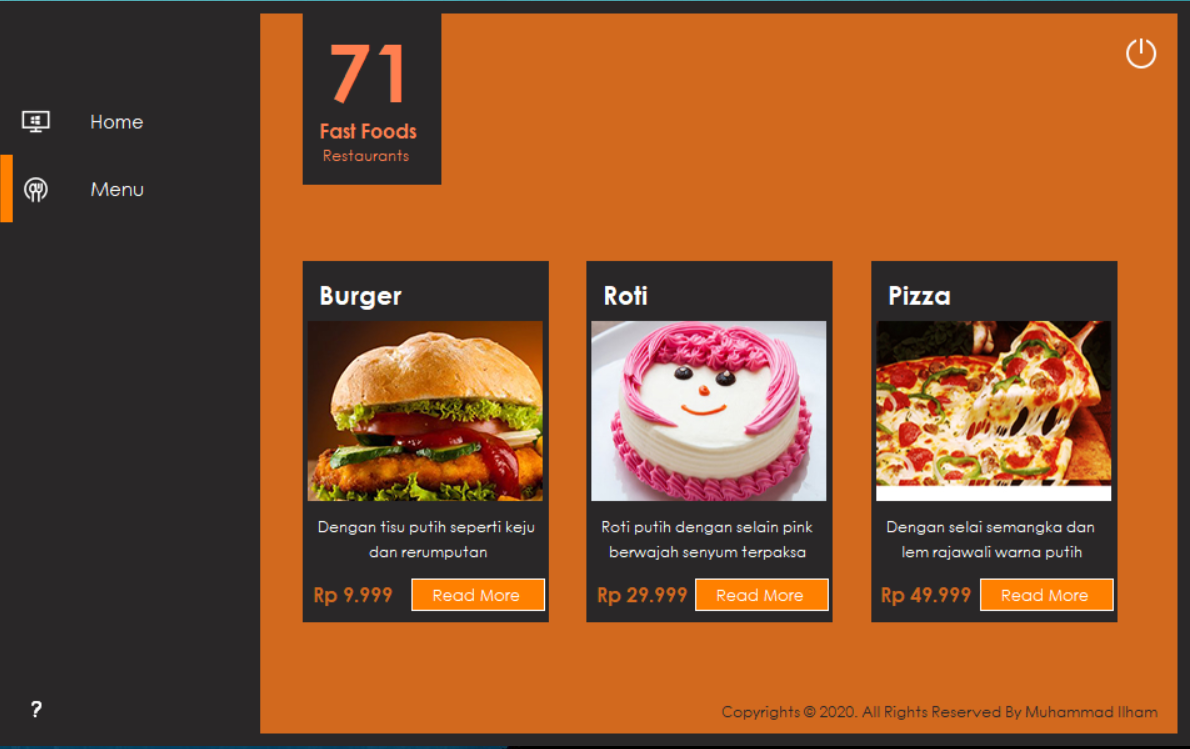 Home
Menu
71
Fast Foods
Restaurants
Burger
Dengan tisu putih seperti keju
dan rerumputan
Rp 9.999
Read More
Roti
Roti putih dengan selain pink
berwajah senyum terpaksa
Rp 29.999
Read More
Pizza
Dengan selai semangka dan
lem rajawali warna putih
Rp 49.999
Read More
?
Copyrights © 2020. All Rights Reserved By Muhammad Ilham